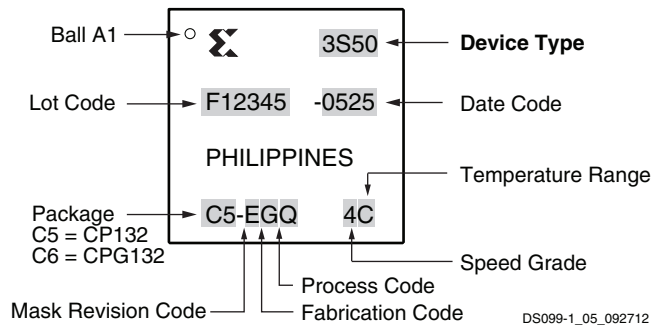 Ball A1
3S50
Device Type
Lot Code
F12345
-0525
Date Code
PHILIPPINES
Temperature Range
Package
C5-EGQ
4C
C5 = CP132
C6 = CPG132
Speed Grade
Process Code
Mask Revision Code
Fabrication Code
DS099-1_05_092712